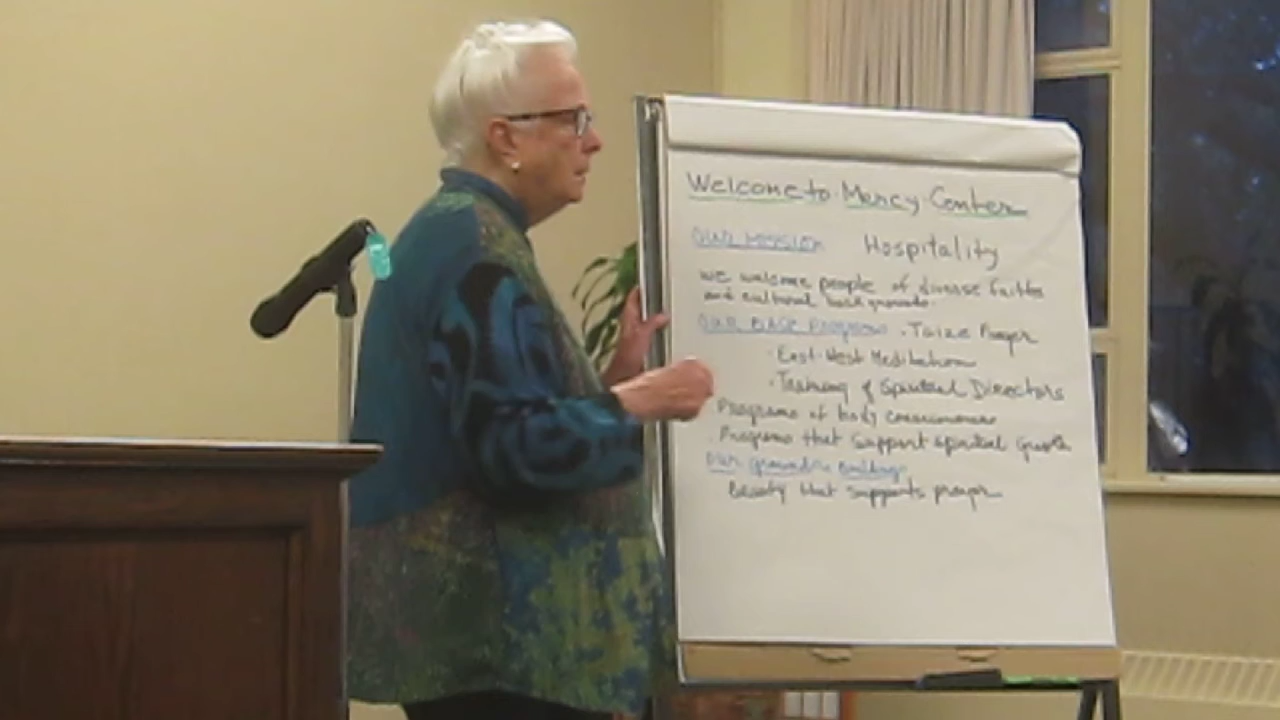 Welcome to Mercy Center
OUR MISSION Hospitality
we welcome people of diverse faiths
and cultural backgrounds.
OUR BASIC PROGRAMS • Taize Prayer
• East-West Meditation
• Training of Spiritual Directors
Programs of body consciousness
• Programs that support spiritual growth
Our grounds & buildings
Beauty that supports prayer